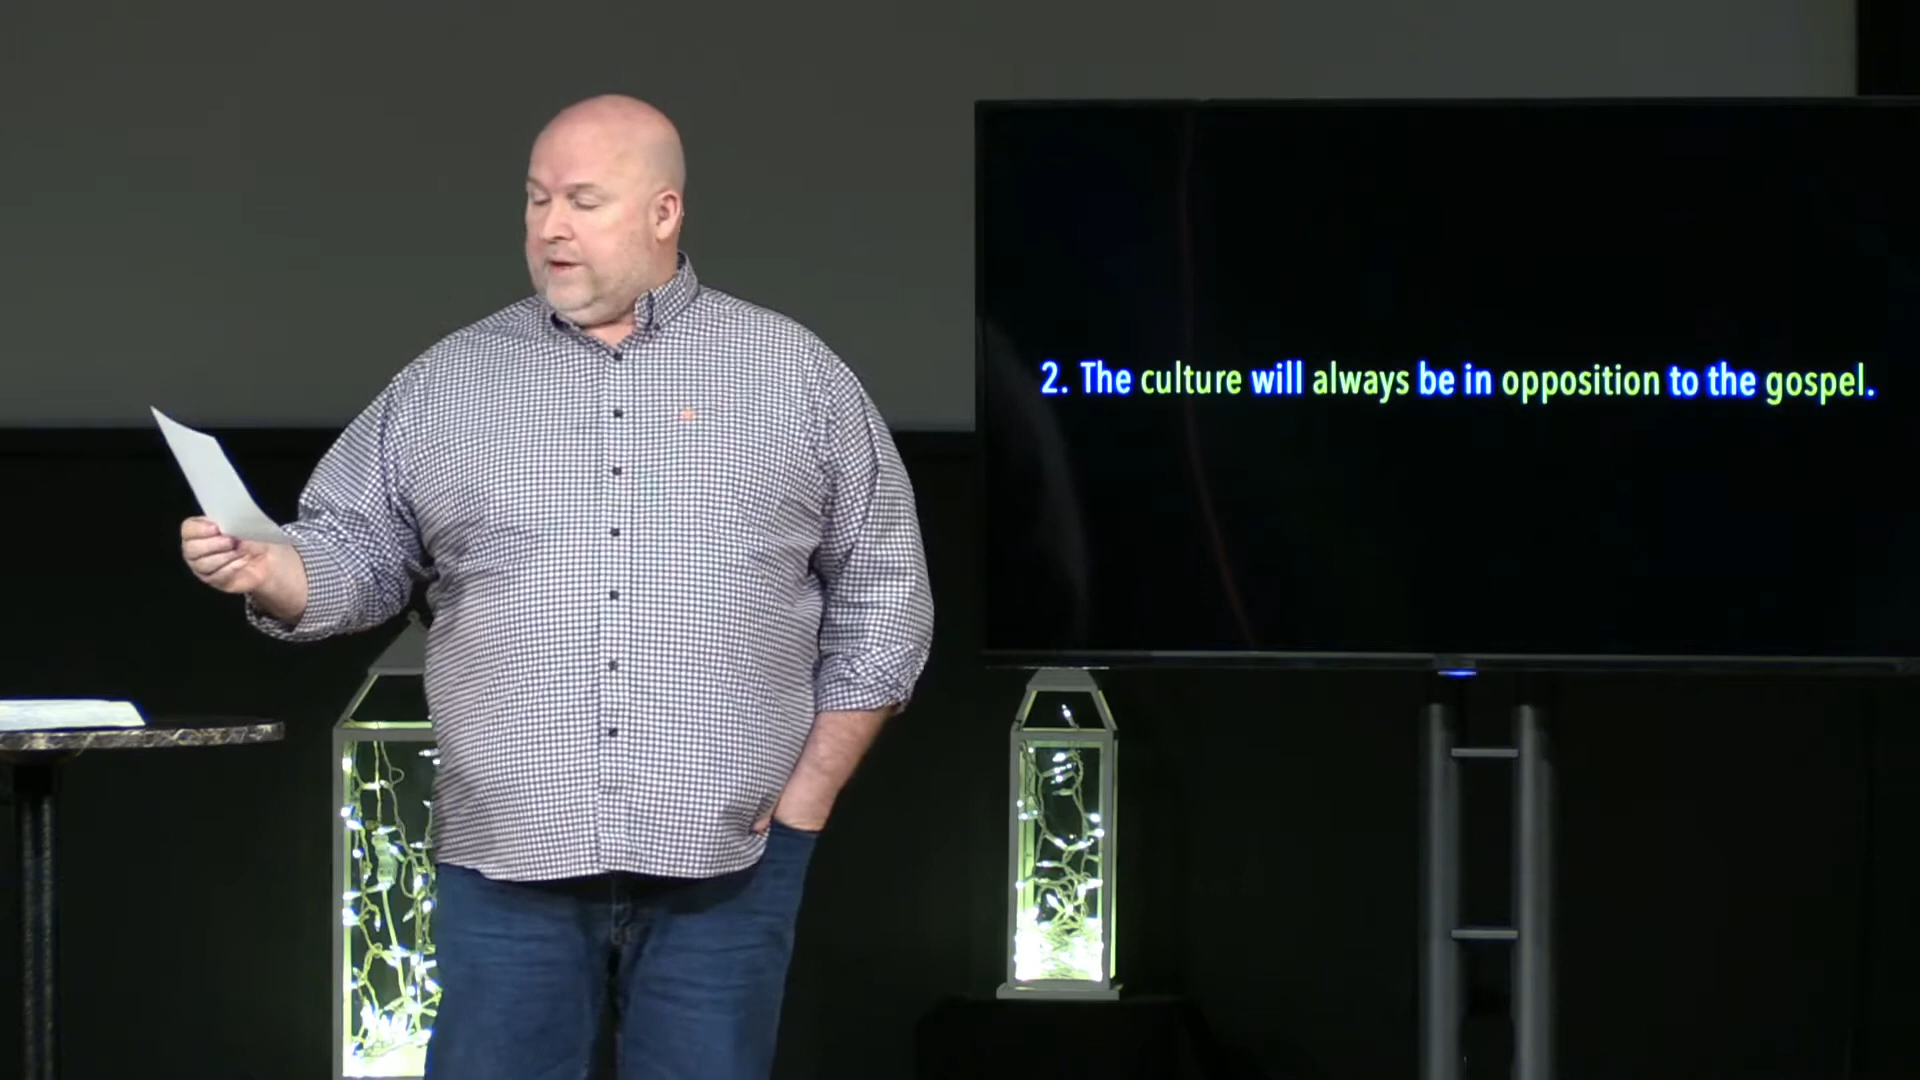 2. The culture will always be in opposition to the gospel.